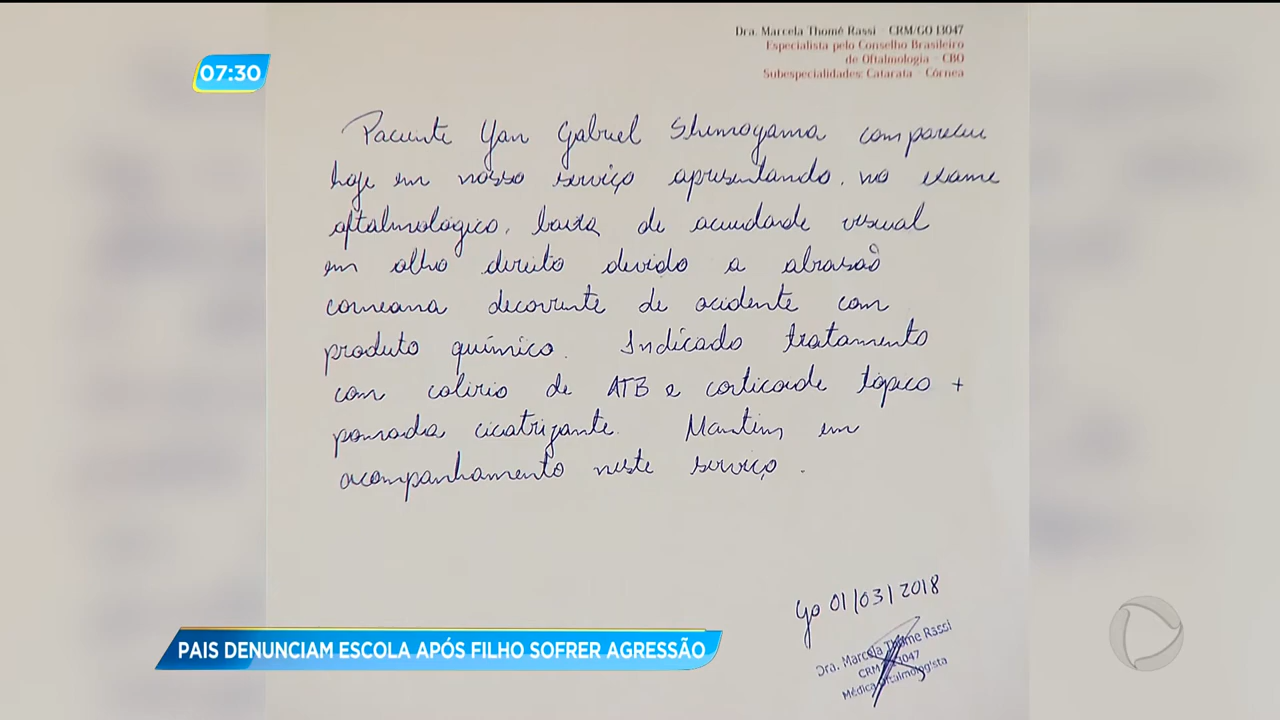 Dra. Marcela Thomé Rassi - CRM/GO 13047
Especialista pelo Conselho Brasileiro
de Oftalmologia - CBO
Subespecialidades: Catarata - Córnea
07:30
Paciente Yan Gabriel Shimogama compareceu
hoje em nosso serviço apresentando, no exame
oftalmológico, baixa de acuidade visual
em olho direito devido a abrasão
corneana decorrente de acidente com
produto químico. Indicado tratamento
com colírio de ATB e corticoide tópico +
pomada cicatrizante. Mantém em
acompanhamento neste serviço.
Go 01/03/2018
Dra. Marcela Thomé Rassi
CRM 13047
Médica Oftalmologista
PAIS DENUNCIAM ESCOLA APÓS FILHO SOFRER AGRESSÃO